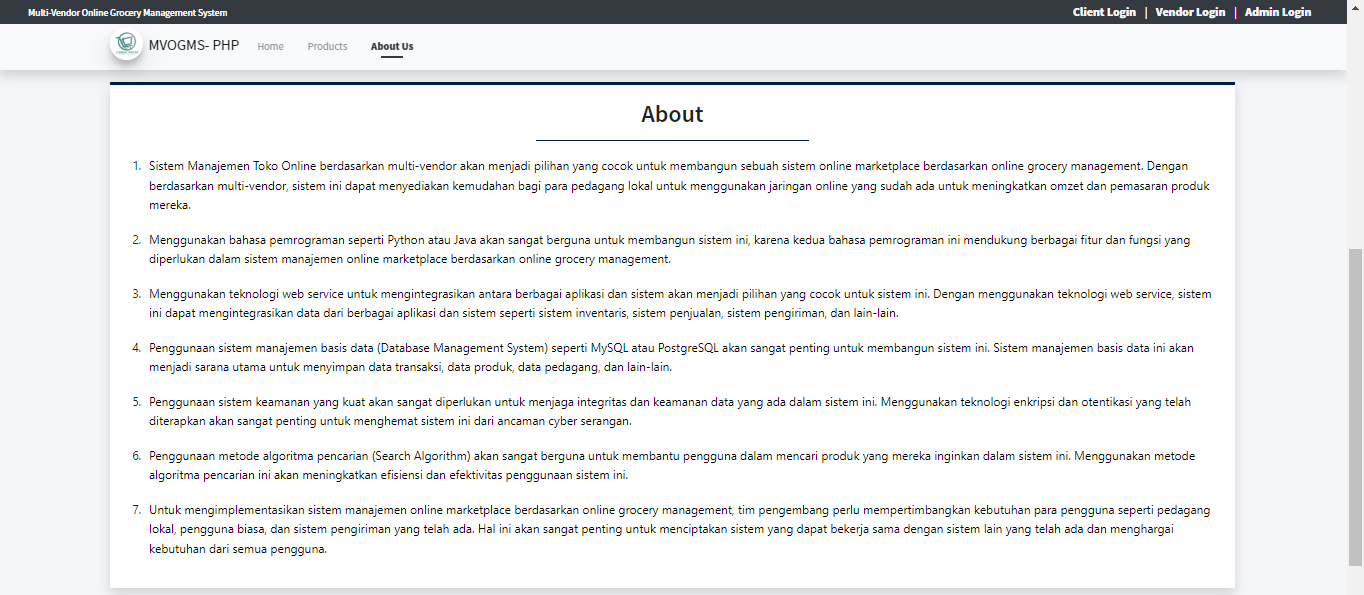 Multi-Vendor Online Grocery Management System
Client Login | Vendor Login | Admin Login
MVOGMS- PHP Home Products About Us
About
1. Sistem Manajemen Toko Online berdasarkan multi-vendor akan menjadi pilihan yang cocok untuk membangun sebuah sistem online marketplace berdasarkan online grocery management. Dengan
berdasarkan multi-vendor, sistem ini dapat menyediakan kemudahan bagi para pedagang lokal untuk menggunakan jaringan online yang sudah ada untuk meningkatkan omzet dan pemasaran produk
mereka.
2. Menggunakan bahasa pemrograman seperti Python atau Java akan sangat berguna untuk membangun sistem ini, karena kedua bahasa pemrograman ini mendukung berbagai fitur dan fungsi yang
diperlukan dalam sistem manajemen online marketplace berdasarkan online grocery management.
3. Menggunakan teknologi web service untuk mengintegrasikan antara berbagai aplikasi dan sistem akan menjadi pilihan yang cocok untuk sistem ini. Dengan menggunakan teknologi web service, sistem
ini dapat mengintegrasikan data dari berbagai aplikasi dan sistem seperti sistem inventaris, sistem penjualan, sistem pengiriman, dan lain-lain.
4. Penggunaan sistem manajemen basis data (Database Management System) seperti MySQL atau PostgreSQL akan sangat penting untuk membangun sistem ini. Sistem manajemen basis data ini akan
menjadi sarana utama untuk menyimpan data transaksi, data produk, data pedagang, dan lain-lain.
5. Penggunaan sistem keamanan yang kuat akan sangat diperlukan untuk menjaga integritas dan keamanan data yang ada dalam sistem ini. Menggunakan teknologi enkripsi dan otentikasi yang telah
diterapkan akan sangat penting untuk menghemat sistem ini dari ancaman cyber serangan.
6. Penggunaan metode algoritma pencarian (Search Algorithm) akan sangat berguna untuk membantu pengguna dalam mencari produk yang mereka inginkan dalam sistem ini. Menggunakan metode
algoritma pencarian ini akan meningkatkan efisiensi dan efektivitas penggunaan sistem ini.
7. Untuk mengimplementasikan sistem manajemen online marketplace berdasarkan online grocery management, tim pengembang perlu mempertimbangkan kebutuhan para pengguna seperti pedagang
lokal, pengguna biasa, dan sistem pengiriman yang telah ada. Hal ini akan sangat penting untuk menciptakan sistem yang dapat bekerja sama dengan sistem lain yang telah ada dan menghargai
kebutuhan dari semua pengguna.